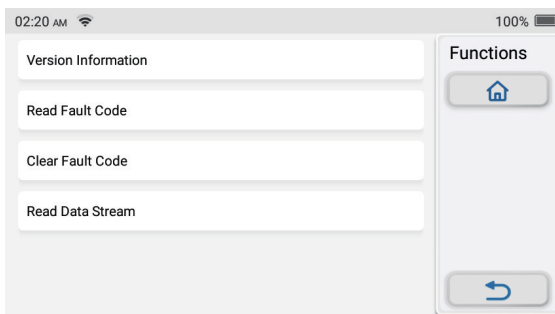 02:20 AM
100%
Version Information
Read Fault Code
Clear Fault Code
Read Data Stream
Functions